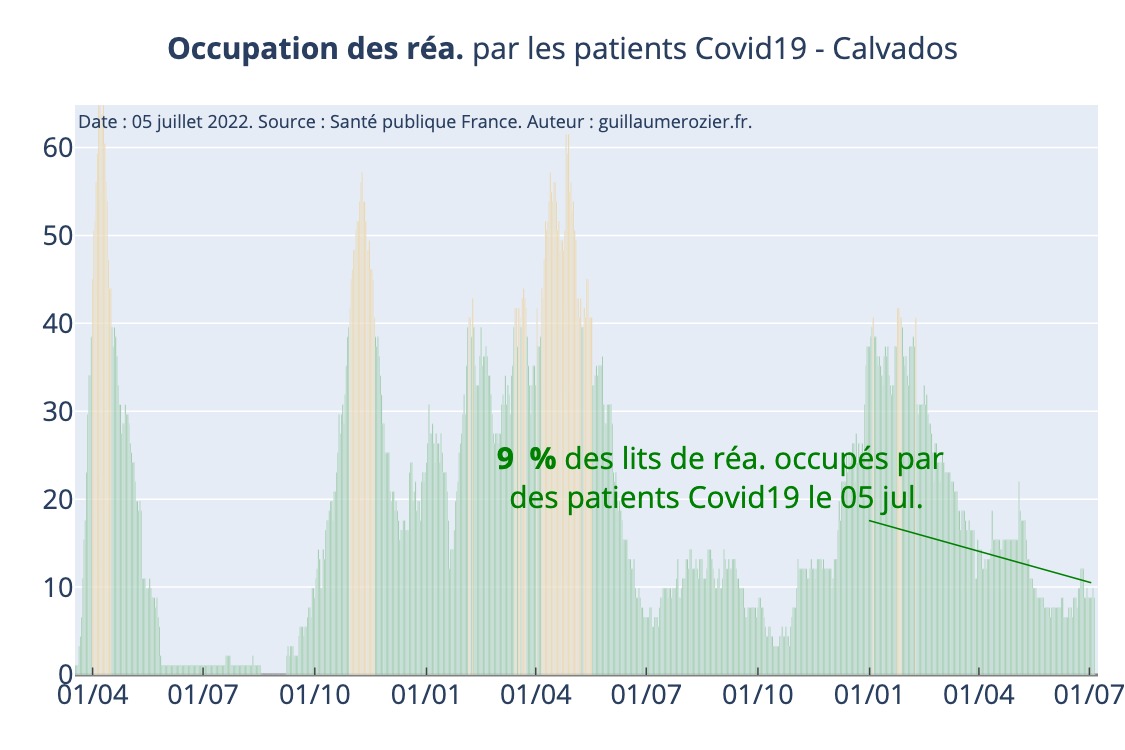 Occupation des réa. par les patients Covid19 - Calvados
Date : 05 juillet 2022. Source : Santé publique France. Auteur : guillaumerozier.fr.
60
50
40
30
9 % des lits de réa. occupés par
des patients Covid19 le 05 jul.
20
10
0
01/04 01/07 01/10 01/01 01/04 01/07 01/10 01/01 01/04 01/07